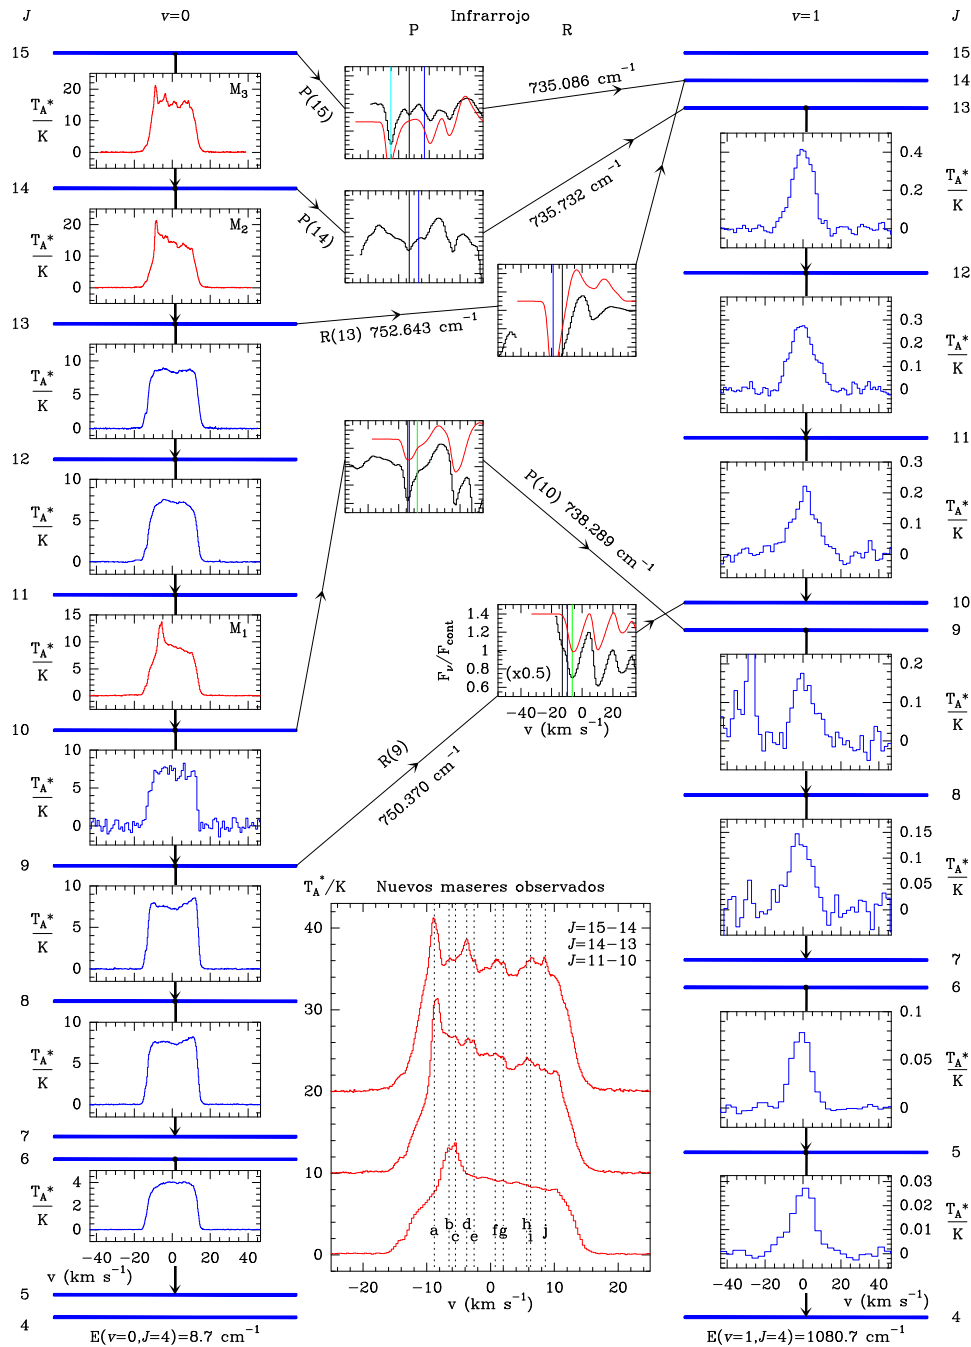 J v=0 Infrarrojo v=1 J
P R
15 15
735.086 cm⁻¹
14
P(15)
13
M₃
T_A*/K
20
10
0
0.4
0.2
0
T_A*/K
14
P(14)
735.732 cm⁻¹
M₂
T_A*/K
20
10
0
12
13
R(13) 752.643 cm⁻¹
T_A*/K
10
5
0
0.3
0.2
0.1
0
T_A*/K
11
12
T_A*/K
10
5
0
P(10) 738.289 cm⁻¹
0.3
0.2
0.1
0
T_A*/K
11
10
9
M₁
T_A*/K
15
10
5
0
F_ν/F_cont
1.4
1.2
1
0.8
0.6
(x0.5)
−40 −20 0 20
v (km s⁻¹)
0.2
0.1
0
T_A*/K
10
R(9)
750.370 cm⁻¹
T_A*/K
10
5
0
8
0.15
0.1
0.05
0
T_A*/K
9
T_A*/K
10
5
0
T_A*/K Nuevos maseres observados
J=15−14
J=14−13
J=11−10
40
30
20
10
0
a b c d e f g h i j
−20 −10 0 10 20
v (km s⁻¹)
7
6
8
T_A*/K
10
5
0
0.1
0.05
0
T_A*/K
7
6
5
T_A*/K
4
2
0
−40 −20 0 20 40
v (km s⁻¹)
0.03
0.02
0.01
0
T_A*/K
−40 −20 0 20 40
v (km s⁻¹)
5
4 4
E(v=0,J=4)=8.7 cm⁻¹ E(v=1,J=4)=1080.7 cm⁻¹